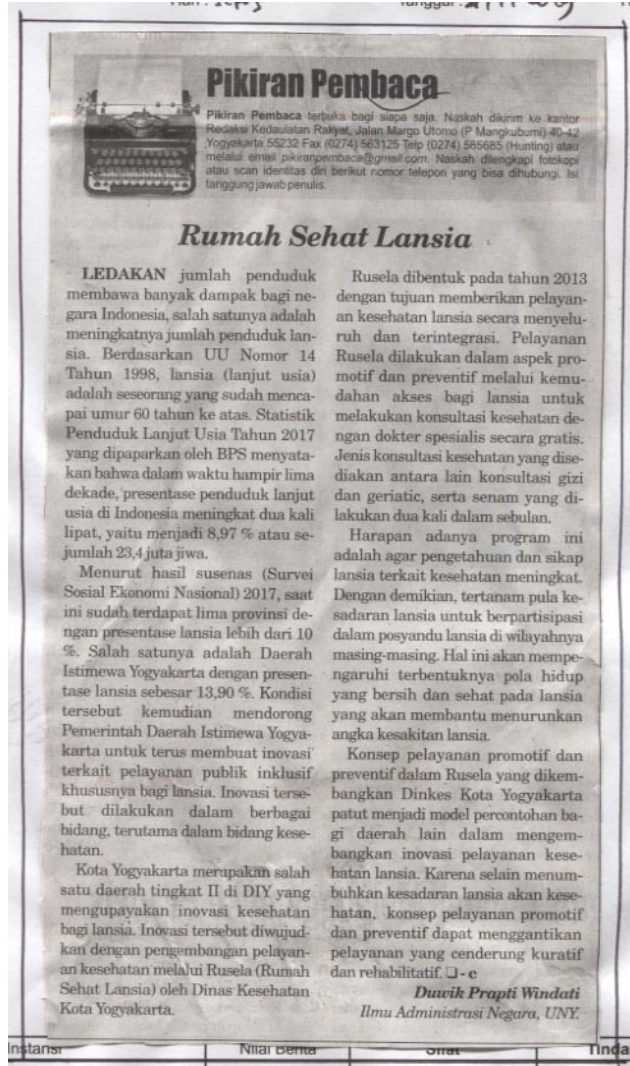 Pikiran Pembaca
Pikiran Pembaca terbuka bagi siapa saja. Naskah dikirim ke kantor
Redaksi Kedaulatan Rakyat, Jalan Margo Utomo (P Mangkubumi) 40-42
Yogyakarta 55232 Fax (0274) 563125 Telp (0274) 565685 (Hunting) atau
melalui email pikiranpembaca@gmail.com. Naskah dilengkapi fotokopi
atau scan identitas diri berikut nomor telepon yang bisa dihubungi. Isi
tanggung jawab penulis.
Rumah Sehat Lansia
LEDAKAN jumlah penduduk
membawa banyak dampak bagi ne-
gara Indonesia, salah satunya adalah
meningkatnya jumlah penduduk lan-
sia. Berdasarkan UU Nomor 14
Tahun 1998, lansia (lanjut usia)
adalah seseorang yang sudah menca-
pai umur 60 tahun ke atas. Statistik
Penduduk Lanjut Usia Tahun 2017
yang dipaparkan oleh BPS menyata-
kan bahwa dalam waktu hampir lima
dekade, presentase penduduk lanjut
usia di Indonesia meningkat dua kali
lipat, yaitu menjadi 8,97 % atau se-
jumlah 23,4 juta jiwa.
Menurut hasil susenas (Survei
Sosial Ekonomi Nasional) 2017, saat
ini sudah terdapat lima provinsi de-
ngan presentase lansia lebih dari 10
%. Salah satunya adalah Daerah
Istimewa Yogyakarta dengan presen-
tase lansia sebesar 13,90 %. Kondisi
tersebut kemudian mendorong
Pemerintah Daerah Istimewa Yogya-
karta untuk terus membuat inovasi
terkait pelayanan publik inklusif
khususnya bagi lansia. Inovasi terse-
but dilakukan dalam berbagai
bidang, terutama dalam bidang kese-
hatan.
Kota Yogyakarta merupakan salah
satu daerah tingkat II di DIY yang
mengupayakan inovasi kesehatan
bagi lansia. Inovasi tersebut diwujud-
kan dengan pengembangan pelayan-
an kesehatan melalui Rusela (Rumah
Sehat Lansia) oleh Dinas Kesehatan
Kota Yogyakarta.
Rusela dibentuk pada tahun 2013
dengan tujuan memberikan pelayan-
an kesehatan lansia secara menyelu-
ruh dan terintegrasi. Pelayanan
Rusela dilakukan dalam aspek pro-
motif dan preventif melalui kemu-
dahan akses bagi lansia untuk
melakukan konsultasi kesehatan de-
ngan dokter spesialis secara gratis.
Jenis konsultasi kesehatan yang dise-
diakan antara lain konsultasi gizi
dan geriatic, serta senam yang di-
lakukan dua kali dalam sebulan.
Harapan adanya program ini
adalah agar pengetahuan dan sikap
lansia terkait kesehatan meningkat.
Dengan demikian, tertanam pula ke-
sadaran lansia untuk berpartisipasi
dalam posyandu lansia di wilayahnya
masing-masing. Hal ini akan mempe-
ngaruhi terbentuknya pola hidup
yang bersih dan sehat pada lansia
yang akan membantu menurunkan
angka kesakitan lansia.
Konsep pelayanan promotif dan
preventif dalam Rusela yang dikem-
bangkan Dinkes Kota Yogyakarta
patut menjadi model percontohan ba-
gi daerah lain dalam mengem-
bangkan inovasi pelayanan kese-
hatan lansia. Karena selain menum-
buhkan kesadaran lansia akan kese-
hatan, konsep pelayanan promotif
dan preventif dapat menggantikan
pelayanan yang cenderung kuratif
dan rehabilitatif. ❑ - c
Duwik Prapti Windati
Ilmu Administrasi Negara, UNY.
Instansi Nilai Berita Sifat Tinda